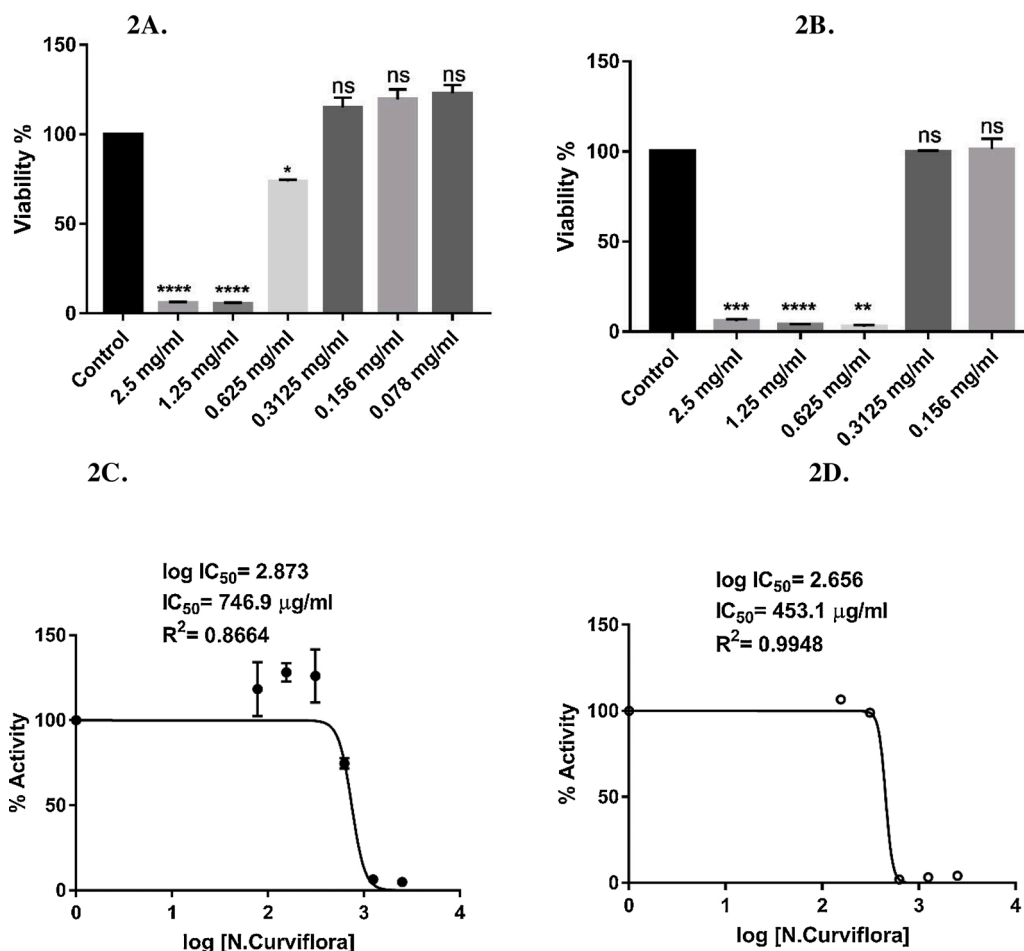 2A.
Viability %
150
100
50
0
****
****
*
ns
ns
ns
Control
2.5 mg/ml
1.25 mg/ml
0.625 mg/ml
0.3125 mg/ml
0.156 mg/ml
0.078 mg/ml
2B.
Viability %
150
100
50
0
***
****
**
ns
ns
Control
2.5 mg/ml
1.25 mg/ml
0.625 mg/ml
0.3125 mg/ml
0.156 mg/ml
2C.
log IC50= 2.873
IC50= 746.9 μg/ml
R2= 0.8664
% Activity
150
100
50
0
0 1 2 3 4
log [N.Curviflora]
2D.
log IC50= 2.656
IC50= 453.1 μg/ml
R2= 0.9948
% Activity
150
100
50
0
0 1 2 3 4
log [N.Curviflora]